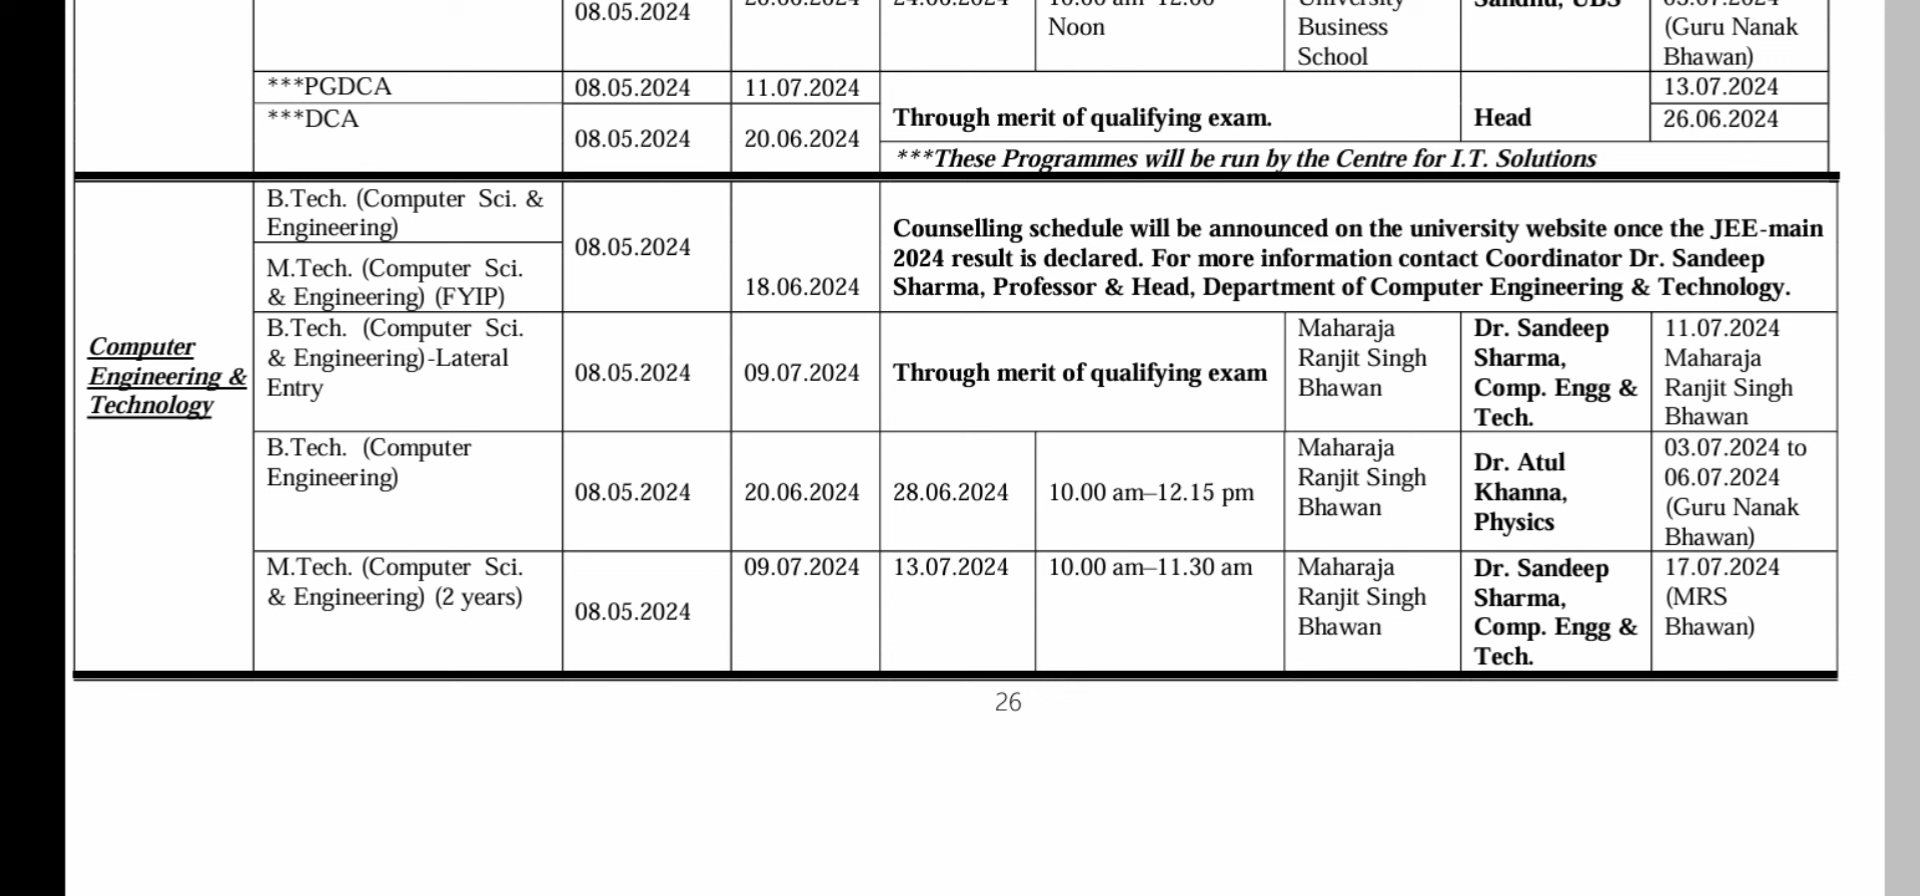 08.05.2024
Noon
Business
School
(Guru Nanak
Bhawan)
***PGDCA
08.05.2024
11.07.2024
13.07.2024
***DCA
08.05.2024
20.06.2024
Through merit of qualifying exam.
Head
26.06.2024
***These Programmes will be run by the Centre for I.T. Solutions
Computer
Engineering &
Technology
B.Tech. (Computer Sci. &
Engineering)
08.05.2024
M.Tech. (Computer Sci.
& Engineering) (FYIP)
18.06.2024
Counselling schedule will be announced on the university website once the JEE-main
2024 result is declared. For more information contact Coordinator Dr. Sandeep
Sharma, Professor & Head, Department of Computer Engineering & Technology.
B.Tech. (Computer Sci.
& Engineering)-Lateral
Entry
08.05.2024
09.07.2024
Through merit of qualifying exam
Maharaja
Ranjit Singh
Bhawan
Dr. Sandeep
Sharma,
Comp. Engg &
Tech.
11.07.2024
Maharaja
Ranjit Singh
Bhawan
B.Tech. (Computer
Engineering)
08.05.2024
20.06.2024
28.06.2024
10.00 am–12.15 pm
Maharaja
Ranjit Singh
Bhawan
Dr. Atul
Khanna,
Physics
03.07.2024 to
06.07.2024
(Guru Nanak
Bhawan)
M.Tech. (Computer Sci.
& Engineering) (2 years)
08.05.2024
09.07.2024
13.07.2024
10.00 am–11.30 am
Maharaja
Ranjit Singh
Bhawan
Dr. Sandeep
Sharma,
Comp. Engg &
Tech.
17.07.2024
(MRS
Bhawan)
26